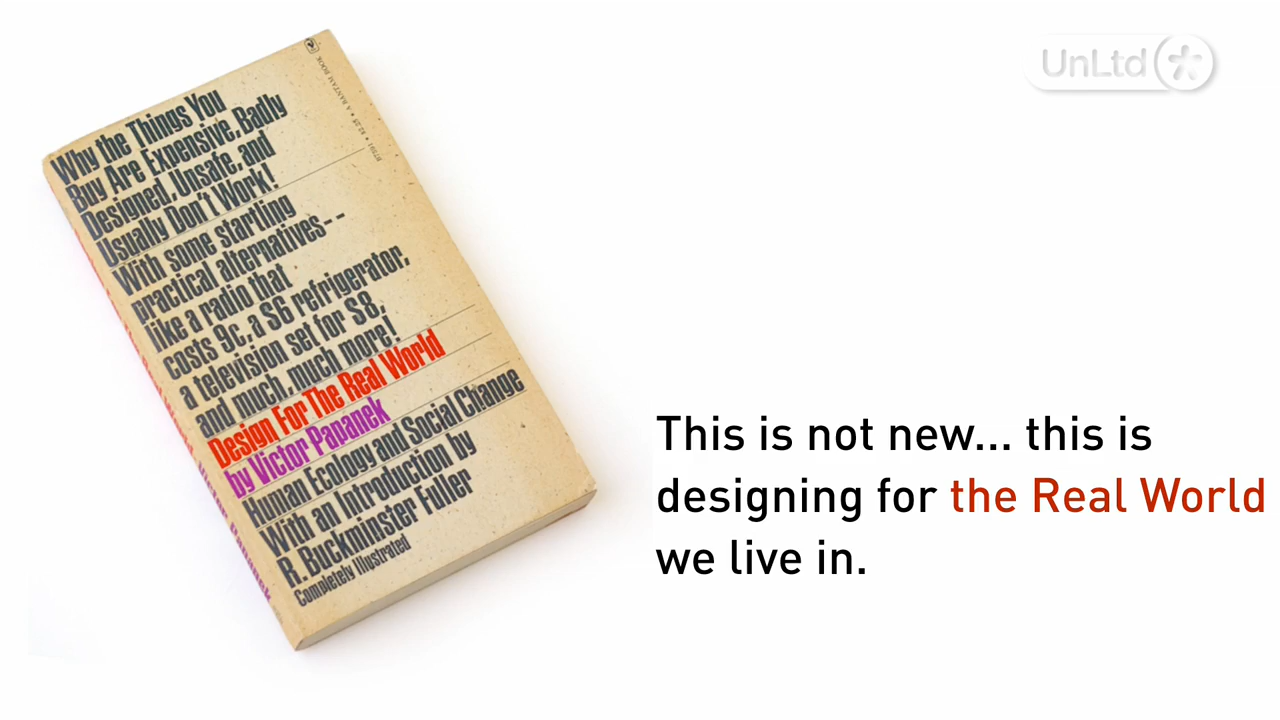 UnLtd
A BANTAM BOOK
Why the Things You
Buy Are Expensive, Badly
Designed, Unsafe, and
Usually Don't Work!
With some startling
practical alternatives--
like a radio that
costs 9c, a $6 refrigerator,
a television set for $8,
and much, much more!
Design For The Real World
by Victor Papanek
Human Ecology and Social Change
With an Introduction by
R. Buckminster Fuller
Completely Illustrated
This is not new... this is
designing for the Real World
we live in.